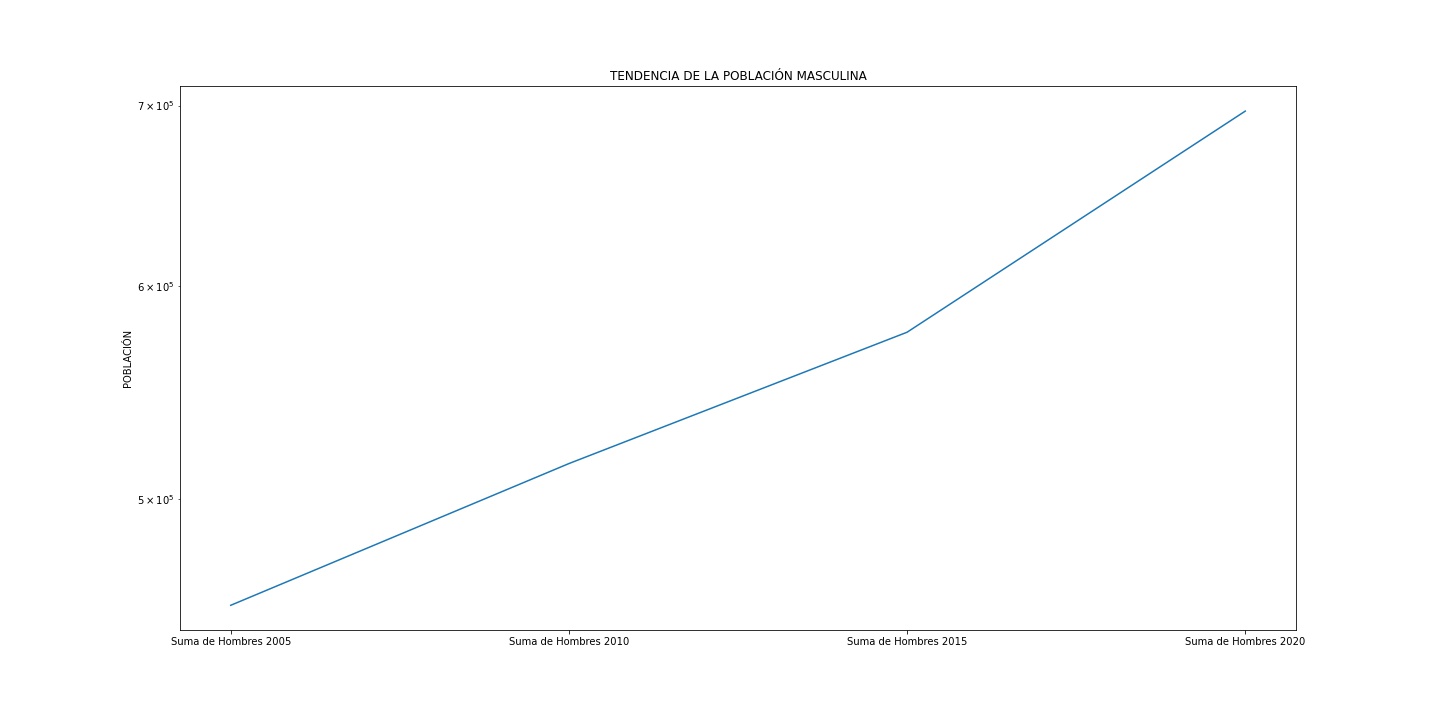 TENDENCIA DE LA POBLACIÓN MASCULINA
7 × 10⁵
6 × 10⁵
POBLACIÓN
5 × 10⁵
Suma de Hombres 2005
Suma de Hombres 2010
Suma de Hombres 2015
Suma de Hombres 2020